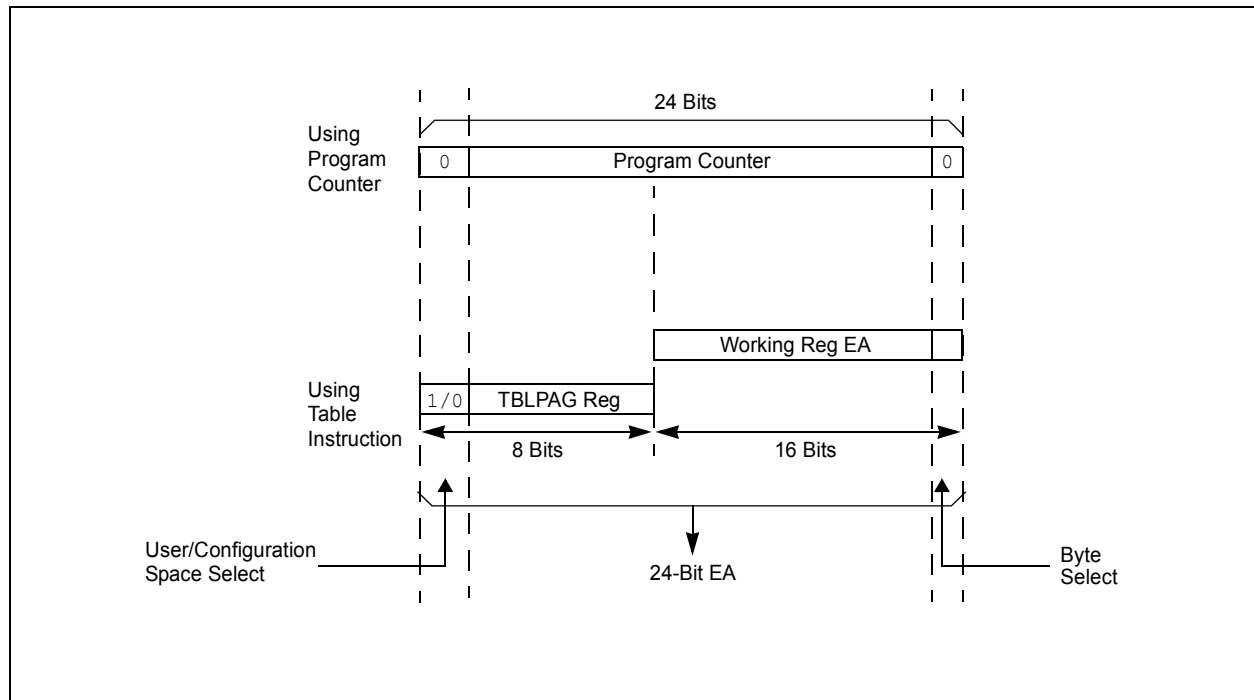 24 Bits
Using
Program
Counter
0
Program Counter
0
Working Reg EA
Using
Table
Instruction
1/0
TBLPAG Reg
8 Bits
16 Bits
User/Configuration
Space Select
24-Bit EA
Byte
Select